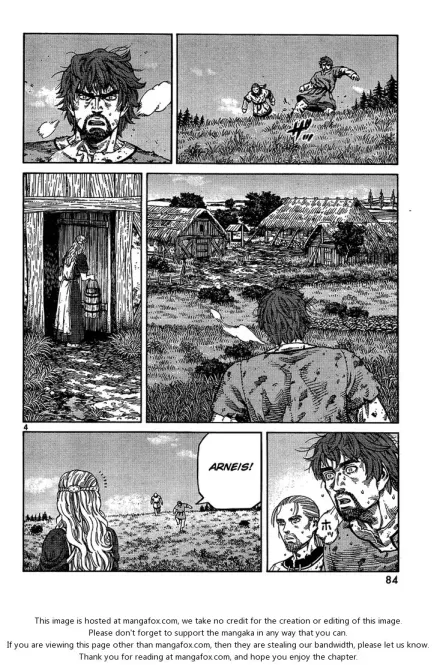 4
ARNEIS!
ホッ
84
This image is hosted at mangafox.com, we take no credit for the creation or editing of this image.
Please don't forget to support the mangaka in any way that you can.
If you are viewing this page other than mangafox.com, then they are stealing our bandwdth, please let us know.
Thank you for reading at mangafox.com, and hope you enjoy the chapter.